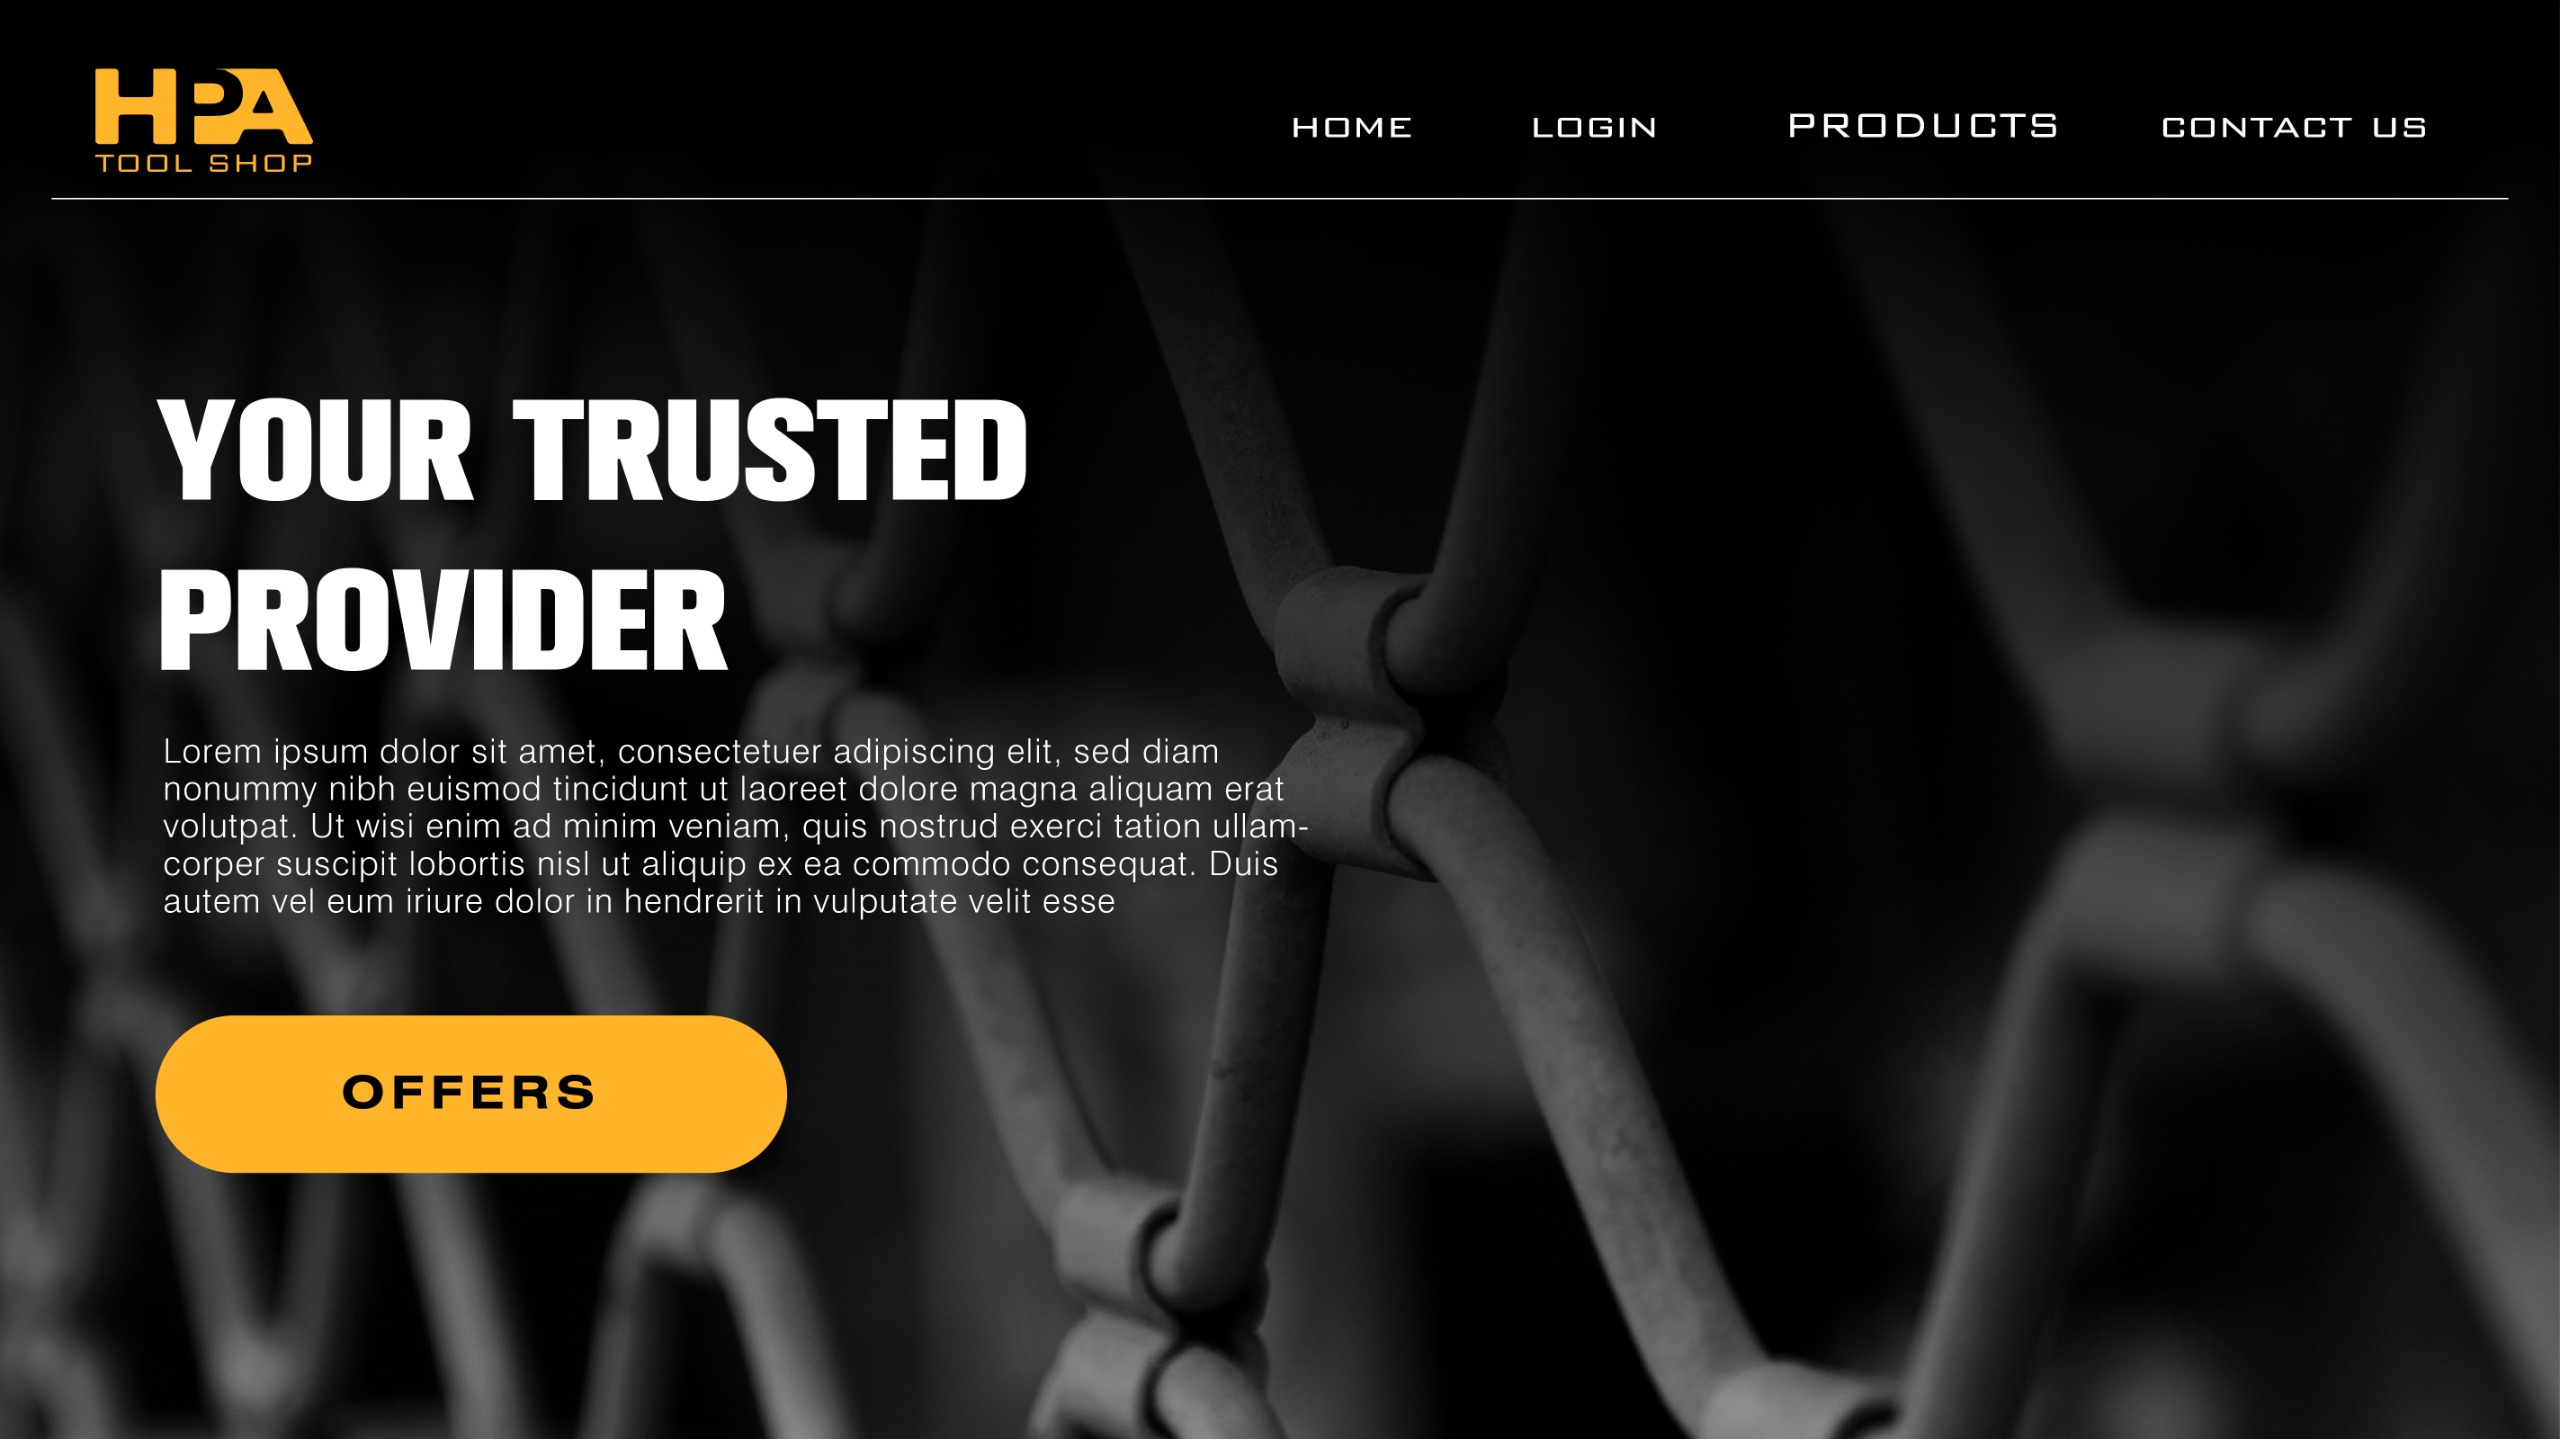 HPA
TOOL SHOP
HOME
LOGIN
PRODUCTS
CONTACT US
YOUR TRUSTED
PROVIDER
Lorem ipsum dolor sit amet, consectetuer adipiscing elit, sed diam
nonummy nibh euismod tincidunt ut laoreet dolore magna aliquam erat
volutpat. Ut wisi enim ad minim veniam, quis nostrud exerci tation ullam-
corper suscipit lobortis nisl ut aliquip ex ea commodo consequat. Duis
autem vel eum iriure dolor in hendrerit in vulputate velit esse
OFFERS